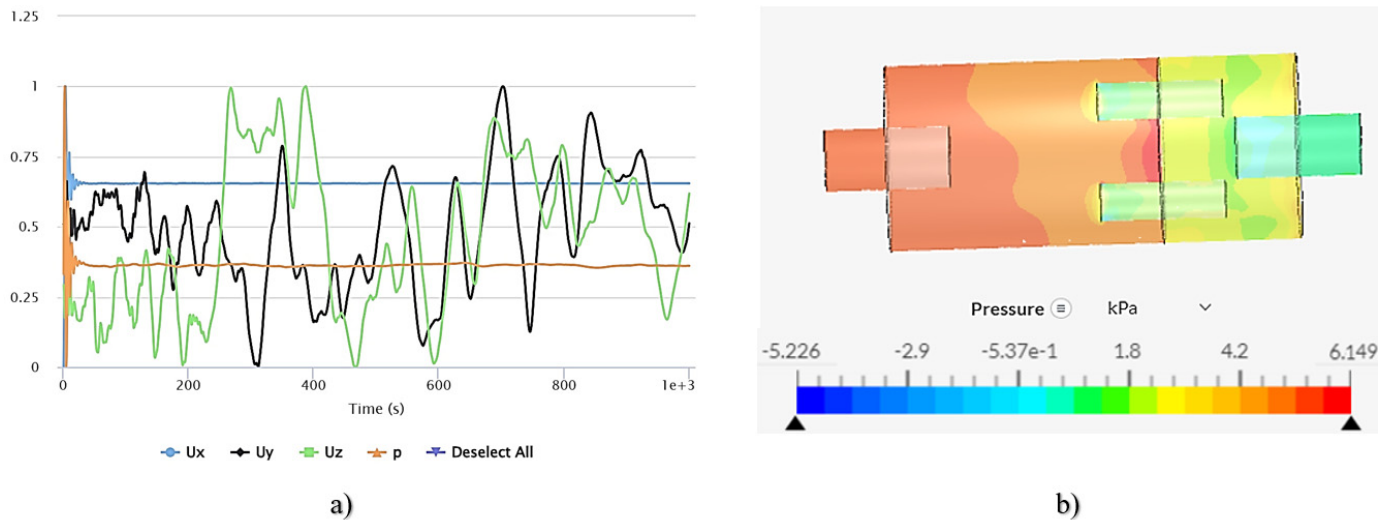 1.25
1
0.75
0.5
0.25
0
0 200 400 600 800 1e+3
Time (s)
Ux Uy Uz p Deselect All
a)
Pressure kPa
-5.226 -2.9 -5.37e-1 1.8 4.2 6.149
b)